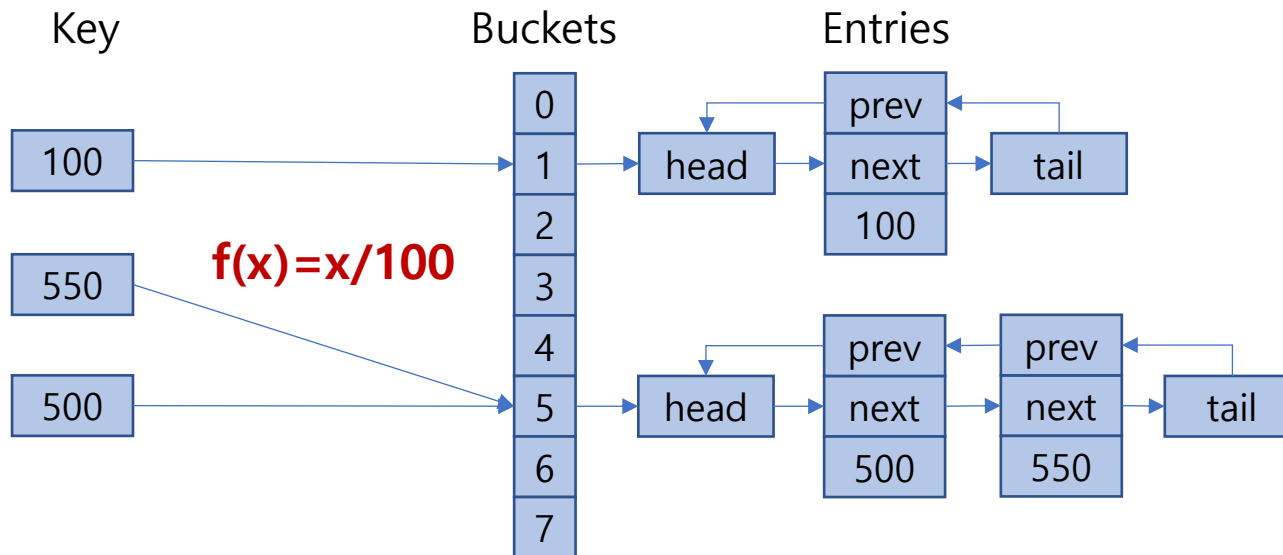 Key
Buckets
Entries
0
prev
100
1
head
next
tail
2
100
f(x)=x/100
550
3
4
prev
prev
500
5
head
next
next
tail
6
500
550
7